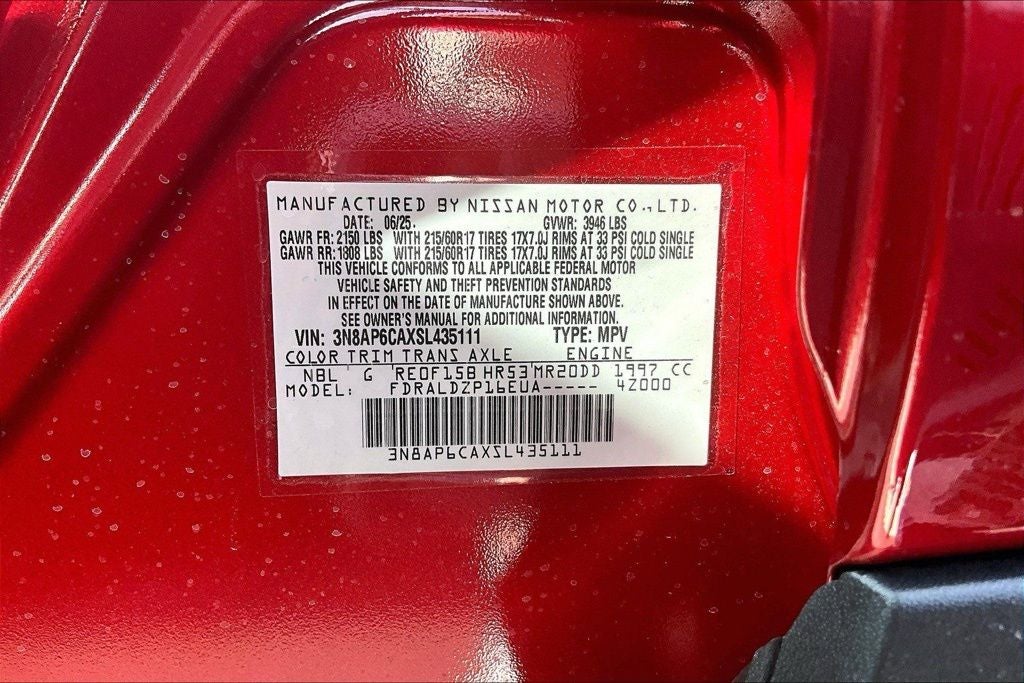 MANUFACTURED BY NISSAN MOTOR CO., LTD.
DATE: 06/25. GVWR: 3946 LBS
GAWR FR: 2150 LBS WITH 215/60R17 TIRES 17X7.0J RIMS AT 33 PSI COLD SINGLE
GAWR RR: 1808 LBS WITH 215/60R17 TIRES 17X7.0J RIMS AT 33 PSI COLD SINGLE
THIS VEHICLE CONFORMS TO ALL APPLICABLE FEDERAL MOTOR
VEHICLE SAFETY AND THEFT PREVENTION STANDARDS
IN EFFECT ON THE DATE OF MANUFACTURE SHOWN ABOVE.
SEE OWNER'S MANUAL FOR ADDITIONAL INFORMATION.
VIN: 3N8AP6CAXSL435111 TYPE: MPV
COLOR TRIM TRANS AXLE ENGINE
NBL G RE0F15B HR53 MR20DD 1997 CC
MODEL: FDRALDZP16EUA----- 4Z000
3N8AP6CAXSL435111